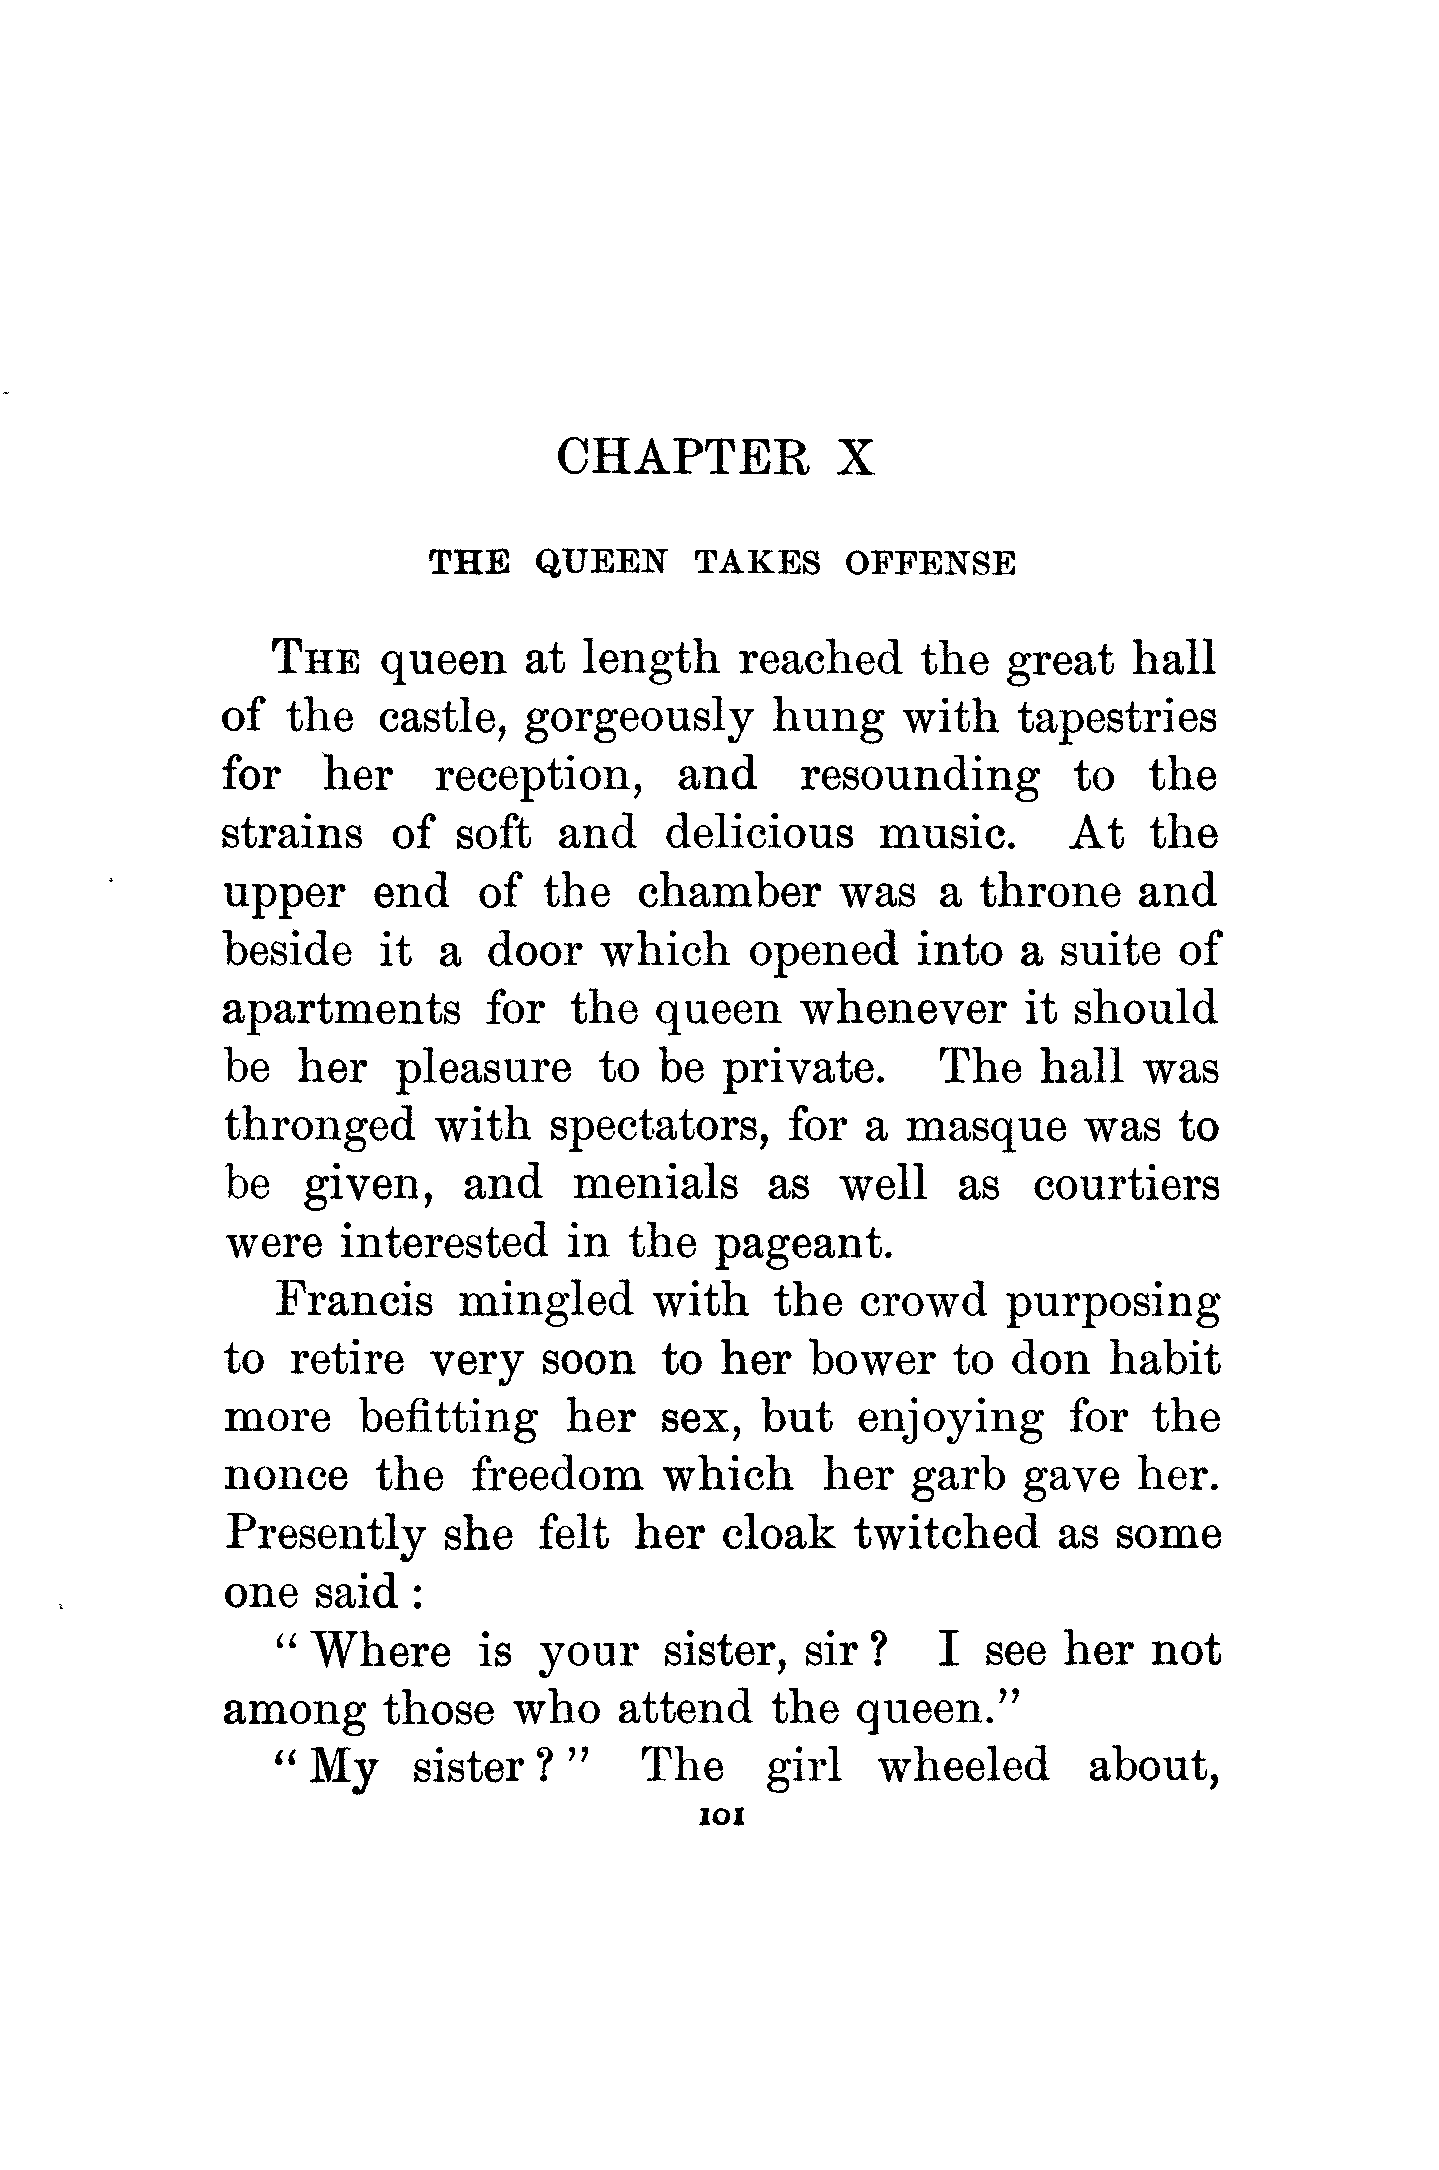 CHAPTER X
THE QUEEN TAKES OFFENSE
THE queen at length reached the great hall
of the castle, gorgeously hung with tapestries
for her reception, and resounding to the
strains of soft and delicious music. At the
upper end of the chamber was a throne and
beside it a door which opened into a suite of
apartments for the queen whenever it should
be her pleasure to be private. The hall was
thronged with spectators, for a masque was to
be given, and menials as well as courtiers
were interested in the pageant.
Francis mingled with the crowd purposing
to retire very soon to her bower to don habit
more befitting her sex, but enjoying for the
nonce the freedom which her garb gave her.
Presently she felt her cloak twitched as some
one said :
“ Where is your sister, sir ? I see her not
among those who attend the queen.”
“ My sister ? ” The girl wheeled about,
101